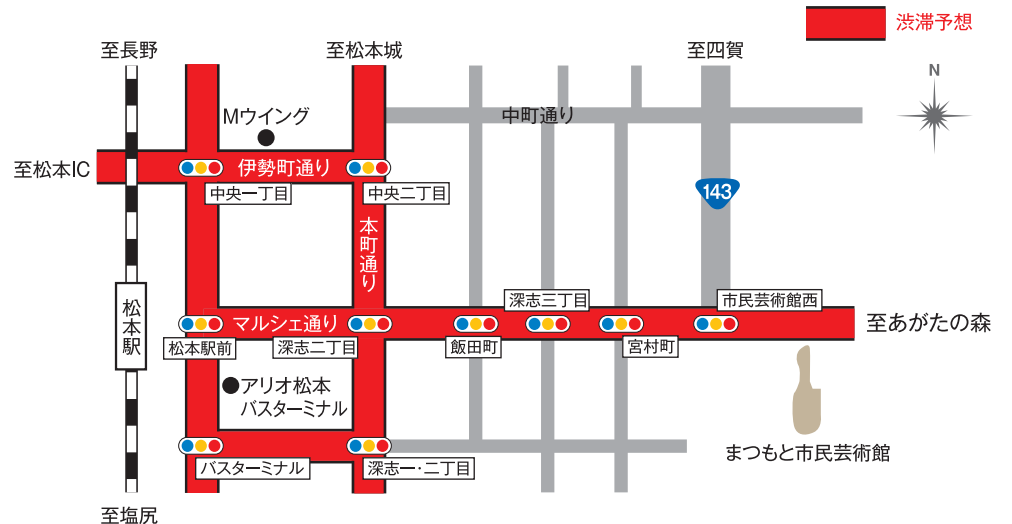 渋滞予想
至長野
至松本城
至四賀
N
Mウイング
中町通り
至松本IC
伊勢町通り
中央一丁目
中央二丁目
143
本町通り
深志三丁目
市民芸術館西
松本駅
マルシェ通り
至あがたの森
松本駅前
深志二丁目
飯田町
宮村町
アリオ松本
バスターミナル
まつもと市民芸術館
バスターミナル
深志一・二丁目
至塩尻